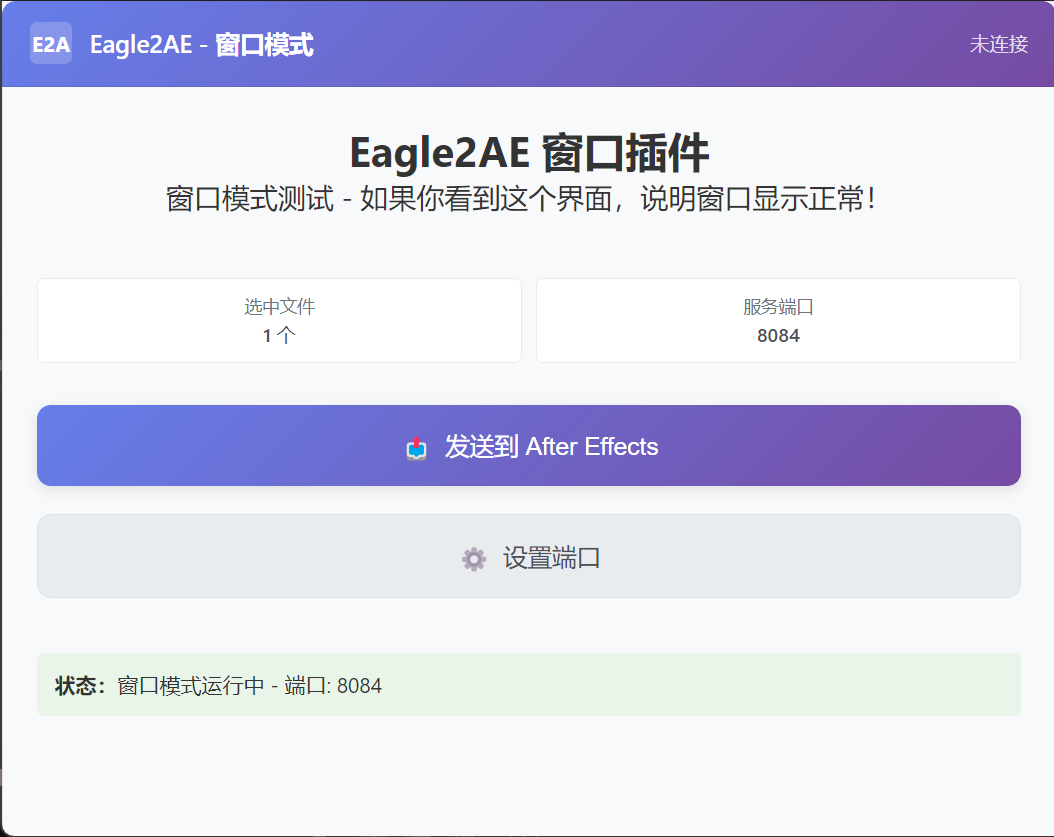 E2A Eagle2AE - 窗口模式 未连接
Eagle2AE 窗口插件
窗口模式测试 - 如果你看到这个界面，说明窗口显示正常！
选中文件
1 个
服务端口
8084
发送到 After Effects
设置端口
状态：窗口模式运行中 - 端口: 8084